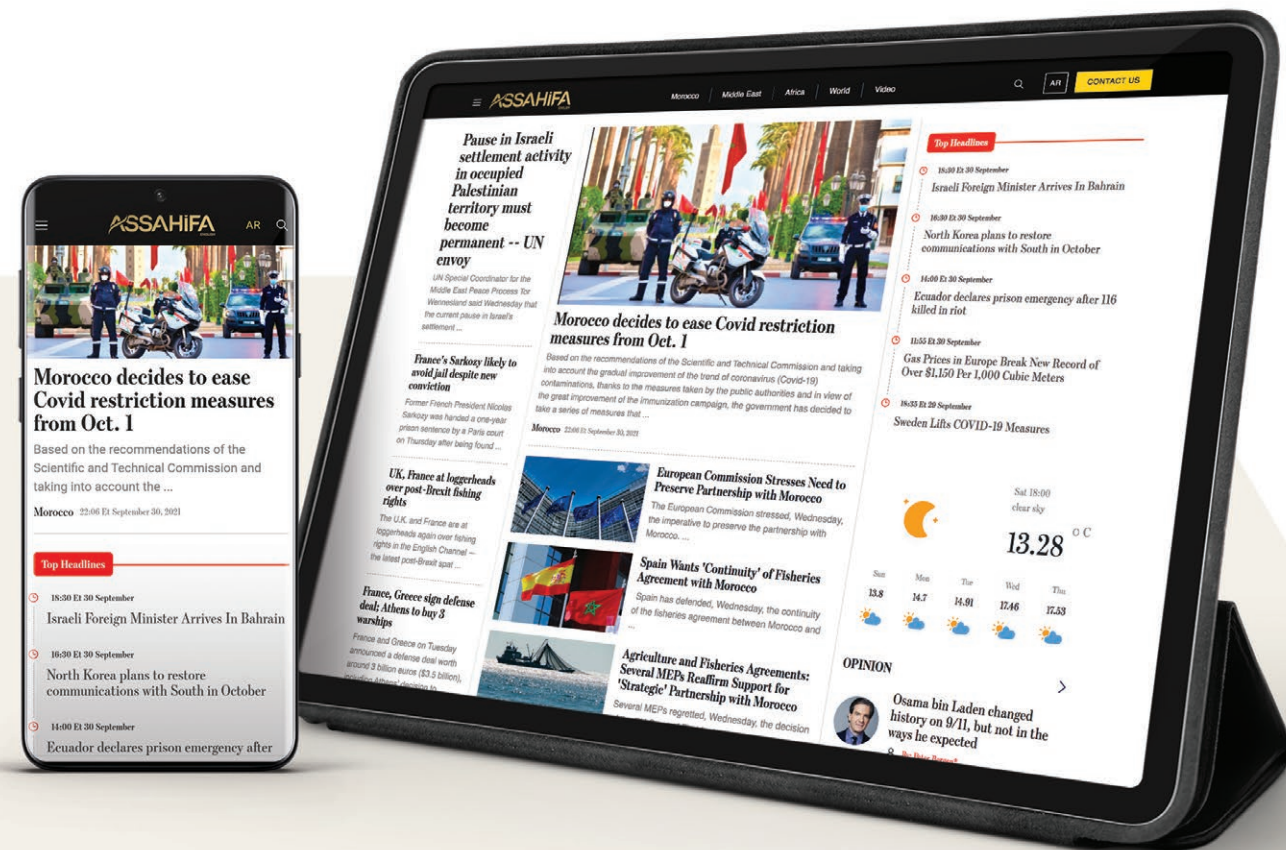 ASSAHIFA
AR
Morocco decides to ease
Covid restriction measures
from Oct. 1
Based on the recommendations of the
Scientific and Technical Commission and
taking into account the ...
Morocco 22:06 Et September 30, 2021
Top Headlines
18:30 Et 30 September
Israeli Foreign Minister Arrives In Bahrain
16:30 Et 30 September
North Korea plans to restore
communications with South in October
14:00 Et 30 September
Ecuador declares prison emergency after
ASSAHIFA
Morocco
Middle East
Africa
World
Video
AR
CONTACT US
Pause in Israeli
settlement activity
in occupied
Palestinian
territory must
become
permanent -- UN
envoy
UN Special Coordinator for the
Middle East Peace Process Tor
Wennesland said Wednesday that
the current pause in Israel's
settlement ...
France's Sarkozy likely to
avoid jail despite new
conviction
Former French President Nicolas
Sarkozy was handed a one-year
prison sentence by a Paris court
on Thursday after being found ...
UK, France at loggerheads
over post-Brexit fishing
rights
The U.K. and France are at
loggerheads again over fishing
rights in the English Channel —
the latest post-Brexit spat ...
France, Greece sign defense
deal; Athens to buy 3
warships
France and Greece on Tuesday
announced a defense deal worth
around 3 billion euros ($3.5 billion),
including Athens' decision to
Morocco decides to ease Covid restriction
measures from Oct. 1
Based on the recommendations of the Scientific and Technical Commission and taking
into account the gradual improvement of the trend of coronavirus (Covid-19)
contaminations, thanks to the measures taken by the public authorities and in view of
the great improvement of the immunization campaign, the government has decided to
take a series of measures that ...
Morocco 22:06 Et September 30, 2021
European Commission Stresses Need to
Preserve Partnership with Morocco
The European Commission stressed, Wednesday,
the imperative to preserve the partnership with
Morocco. ...
Spain Wants 'Continuity' of Fisheries
Agreement with Morocco
Spain has defended, Wednesday, the continuity
of the fisheries agreement between Morocco and
...
Agriculture and Fisheries Agreements:
Several MEPs Reaffirm Support for
'Strategic' Partnership with Morocco
Several MEPs regretted, Wednesday, the decision
Top Headlines
18:30 Et 30 September
Israeli Foreign Minister Arrives In Bahrain
16:30 Et 30 September
North Korea plans to restore
communications with South in October
14:00 Et 30 September
Ecuador declares prison emergency after 116
killed in riot
11:55 Et 30 September
Gas Prices in Europe Break New Record of
Over $1,150 Per 1,000 Cubic Meters
18:35 Et 29 September
Sweden Lifts COVID-19 Measures
Sat 18:00
clear sky
13.28 °C
Sun Mon Tue Wed Thu
13.8 14.7 14.91 17.46 17.53
OPINION
Osama bin Laden changed
history on 9/11, but not in the
ways he expected